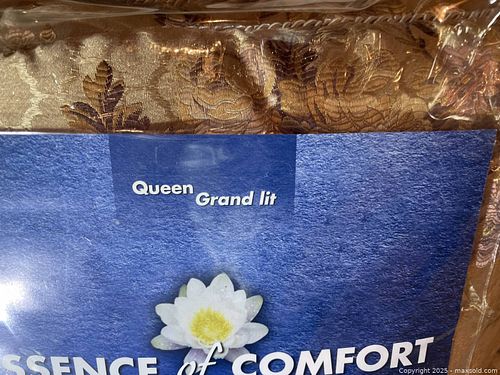 Queen
Grand lit
SSENCE of COMFORT
Copyright 2025 - maxsold.com